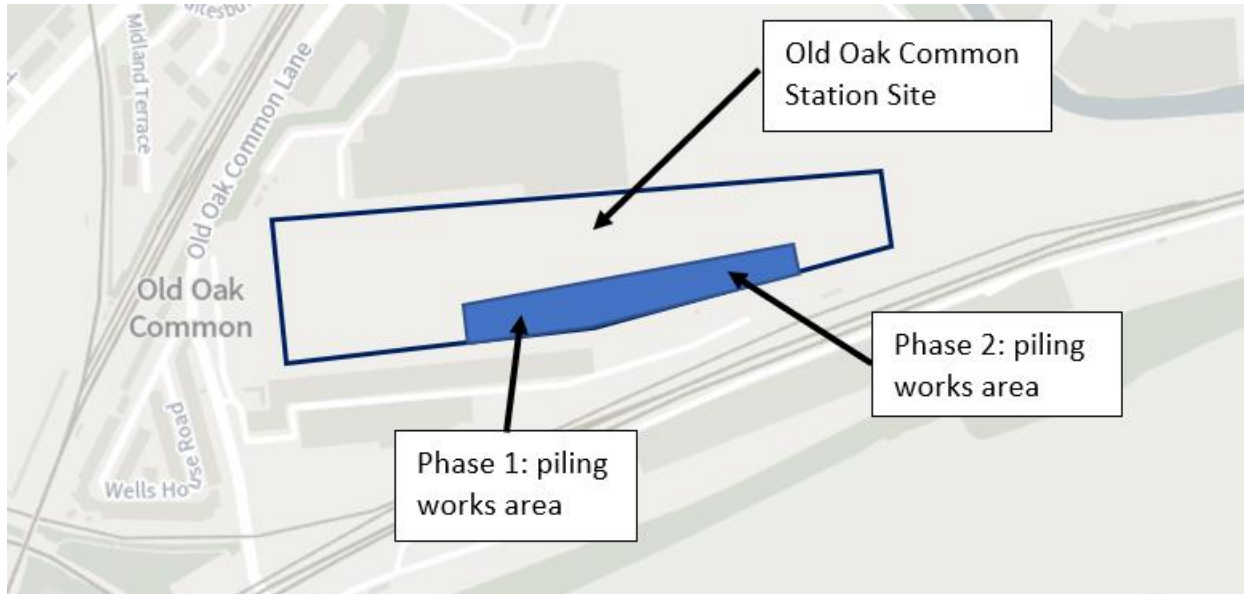 Midland Terrace
Old Oak Common Lane
Old Oak Common
Station Site
Old Oak
Common
Phase 2: piling
works area
Phase 1: piling
works area
Wells House Road